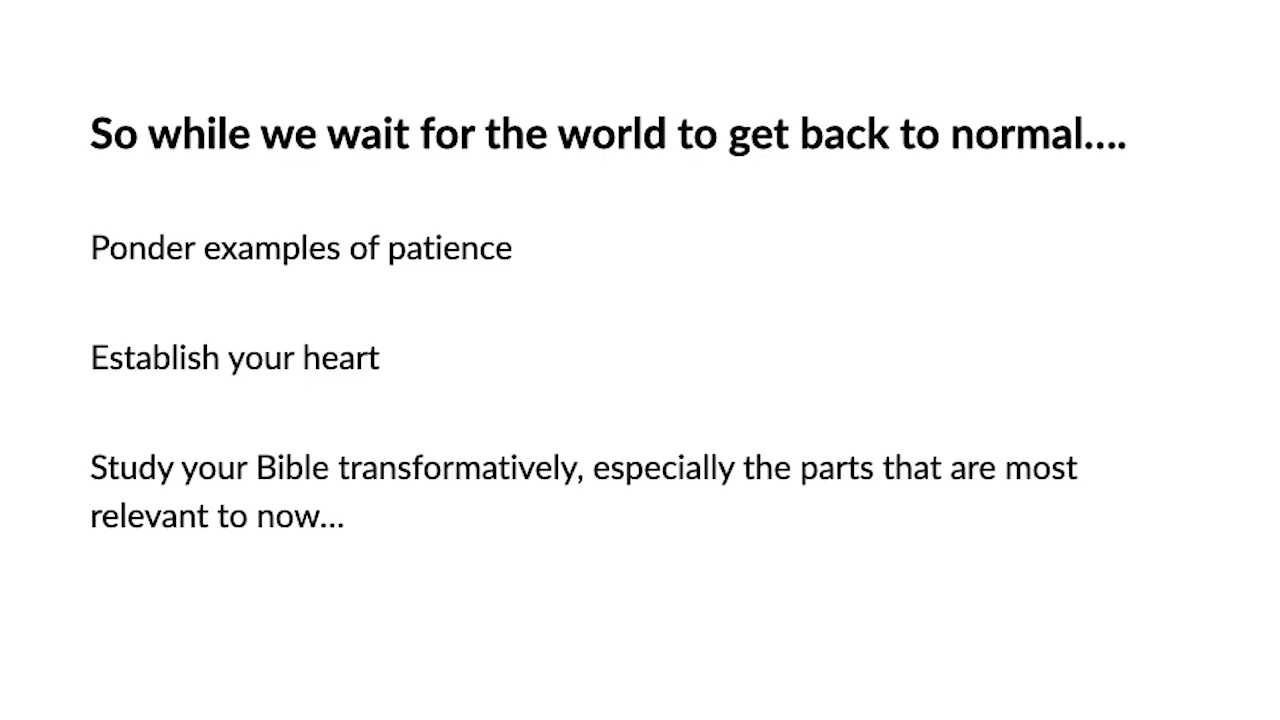 So while we wait for the world to get back to normal....
Ponder examples of patience
Establish your heart
Study your Bible transformatively, especially the parts that are most
relevant to now...